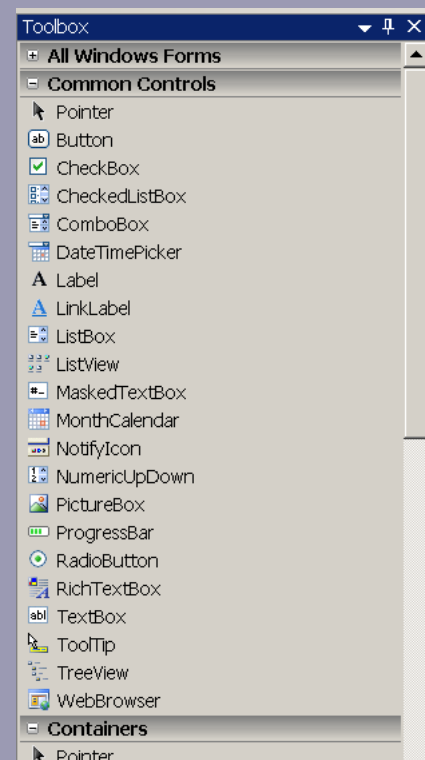 Toolbox
All Windows Forms
Common Controls
Pointer
Button
CheckBox
CheckedListBox
ComboBox
DateTimePicker
Label
LinkLabel
ListBox
ListView
MaskedTextBox
MonthCalendar
NotifyIcon
NumericUpDown
PictureBox
ProgressBar
RadioButton
RichTextBox
TextBox
ToolTip
TreeView
WebBrowser
Containers
Pointer